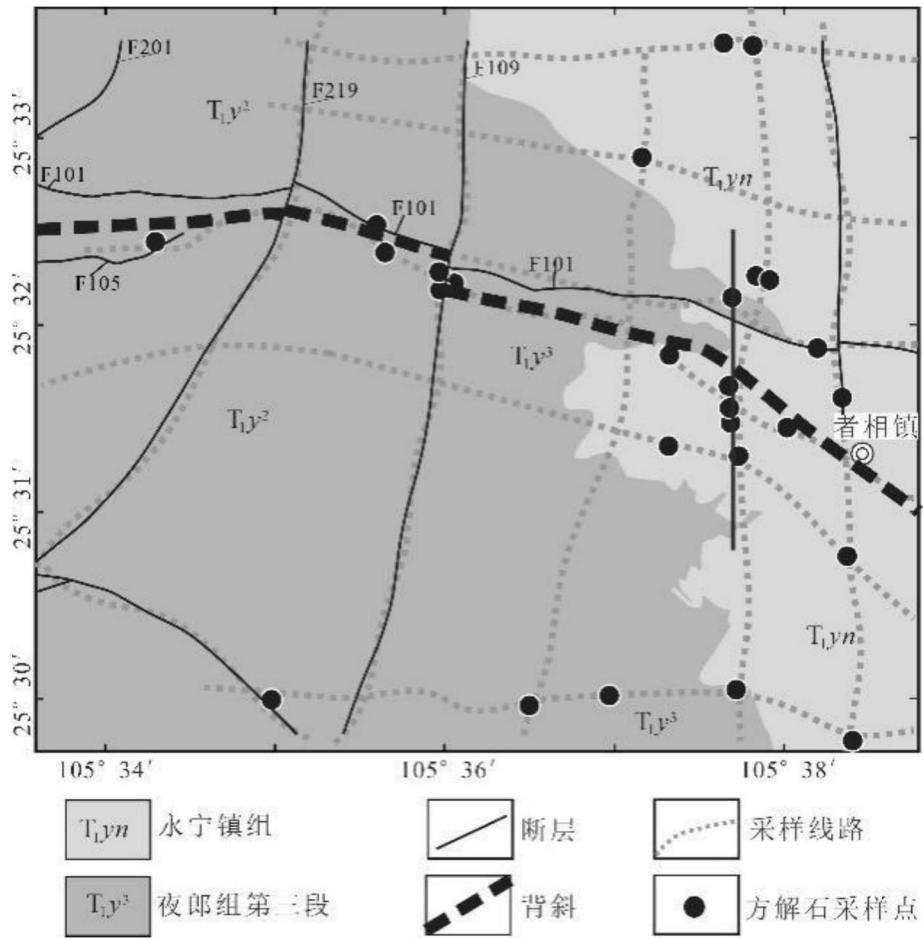 F201
F109
F219
T₁y²
25° 33′
T₁yn
F101
F101
F105
F101
25° 32′
T₁y³
T₁y²
者相镇
25° 31′
T₁yn
25° 30′
T₁y³
105° 34′
105° 36′
105° 38′
T₁yn 永宁镇组
断层
采样线路
T₁y³ 夜郎组第三段
背斜
方解石采样点